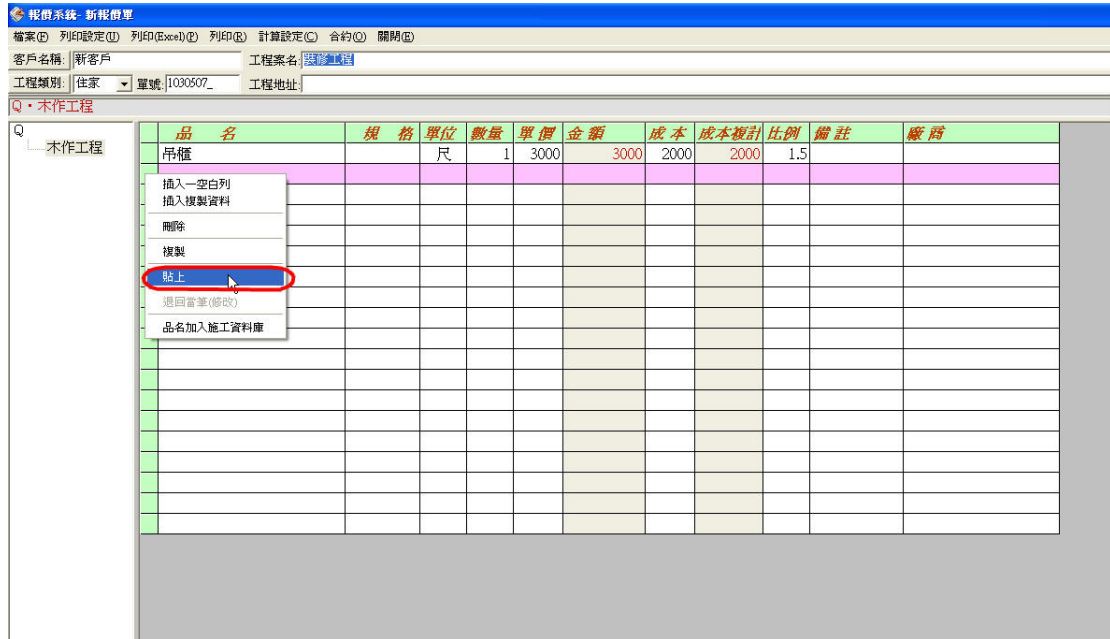 報價系統- 新報價單
檔案(F) 列印設定(U) 列印(Excel)(P) 列印(R) 計算設定(C) 合約(O) 關閉(E)
客戶名稱: 新客戶 工程案名: 裝修工程
工程類別: 住家 單號: 1030507_ 工程地址:
Q・木作工程
Q
木作工程
品 名 規 格 單位 數量 單價 金額 成本 成本複計 比例 備註 廠商
吊櫃 尺 1 3000 3000 2000 2000 1.5
插入一空白列
插入複製資料
刪除
複製
貼上
退回當筆(修改)
品名加入施工資料庫